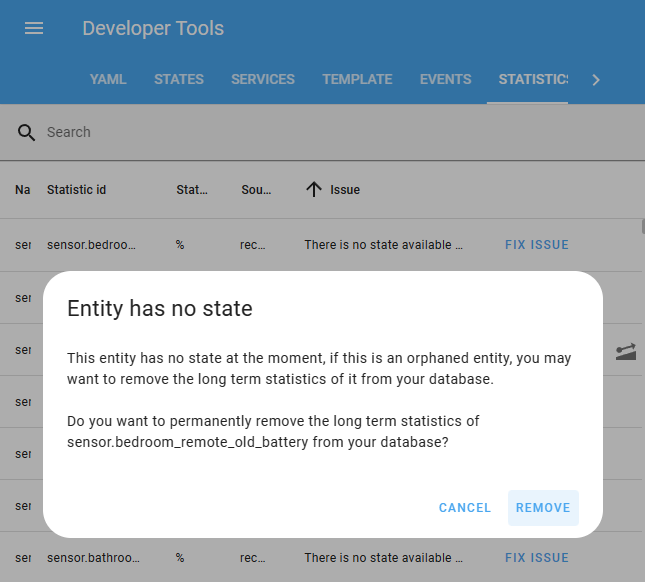 Developer Tools
YAML STATES SERVICES TEMPLATE EVENTS STATISTICS
Search
Na Statistic id Stat… Sou… Issue
ser sensor.bedroo… % rec… There is no state available … FIX ISSUE
ser
Entity has no state
ser
This entity has no state at the moment, if this is an orphaned entity, you may
want to remove the long term statistics of it from your database.
ser
Do you want to permanently remove the long term statistics of
sensor.bedroom_remote_old_battery from your database?
ser
ser
CANCEL REMOVE
ser sensor.bathroo… % rec… There is no state available … FIX ISSUE